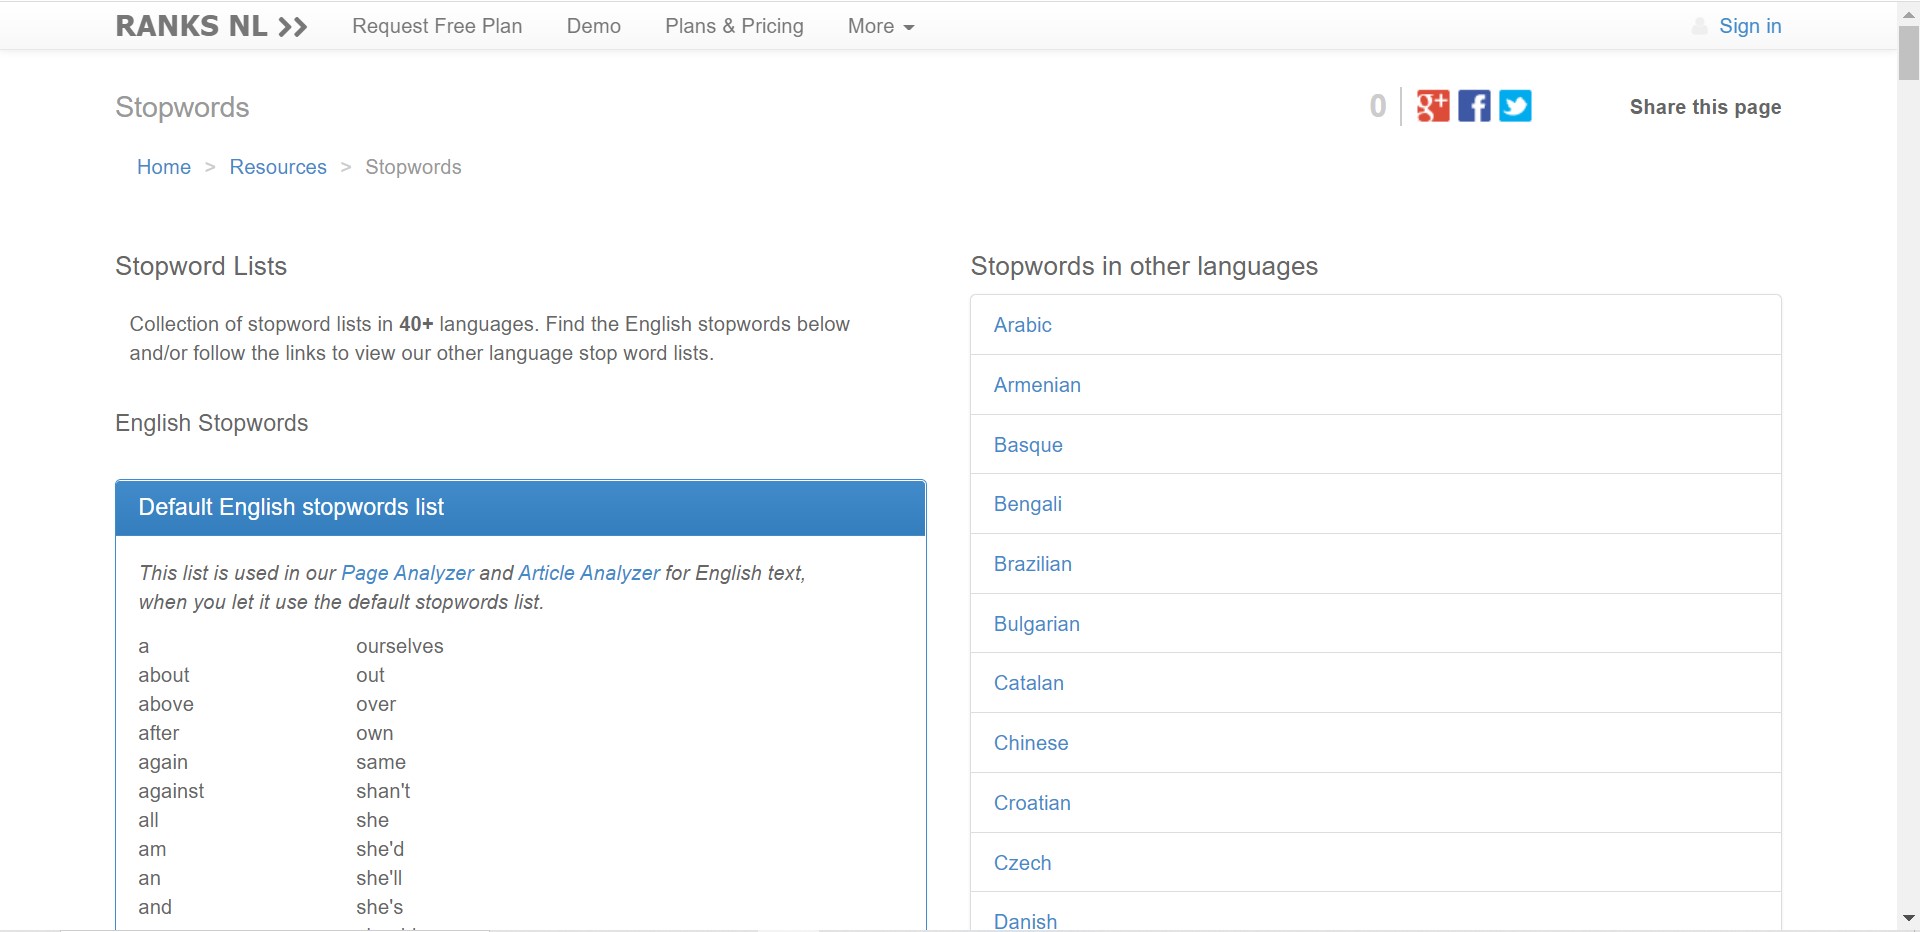 RANKS NL >>
Request Free Plan
Demo
Plans & Pricing
More
Sign in
Stopwords
0
Share this page
Home > Resources > Stopwords
Stopword Lists
Collection of stopword lists in 40+ languages. Find the English stopwords below
and/or follow the links to view our other language stop word lists.
English Stopwords
Default English stopwords list
This list is used in our Page Analyzer and Article Analyzer for English text,
when you let it use the default stopwords list.
a
about
above
after
again
against
all
am
an
and
ourselves
out
over
own
same
shan't
she
she'd
she'll
she's
Stopwords in other languages
Arabic
Armenian
Basque
Bengali
Brazilian
Bulgarian
Catalan
Chinese
Croatian
Czech
Danish